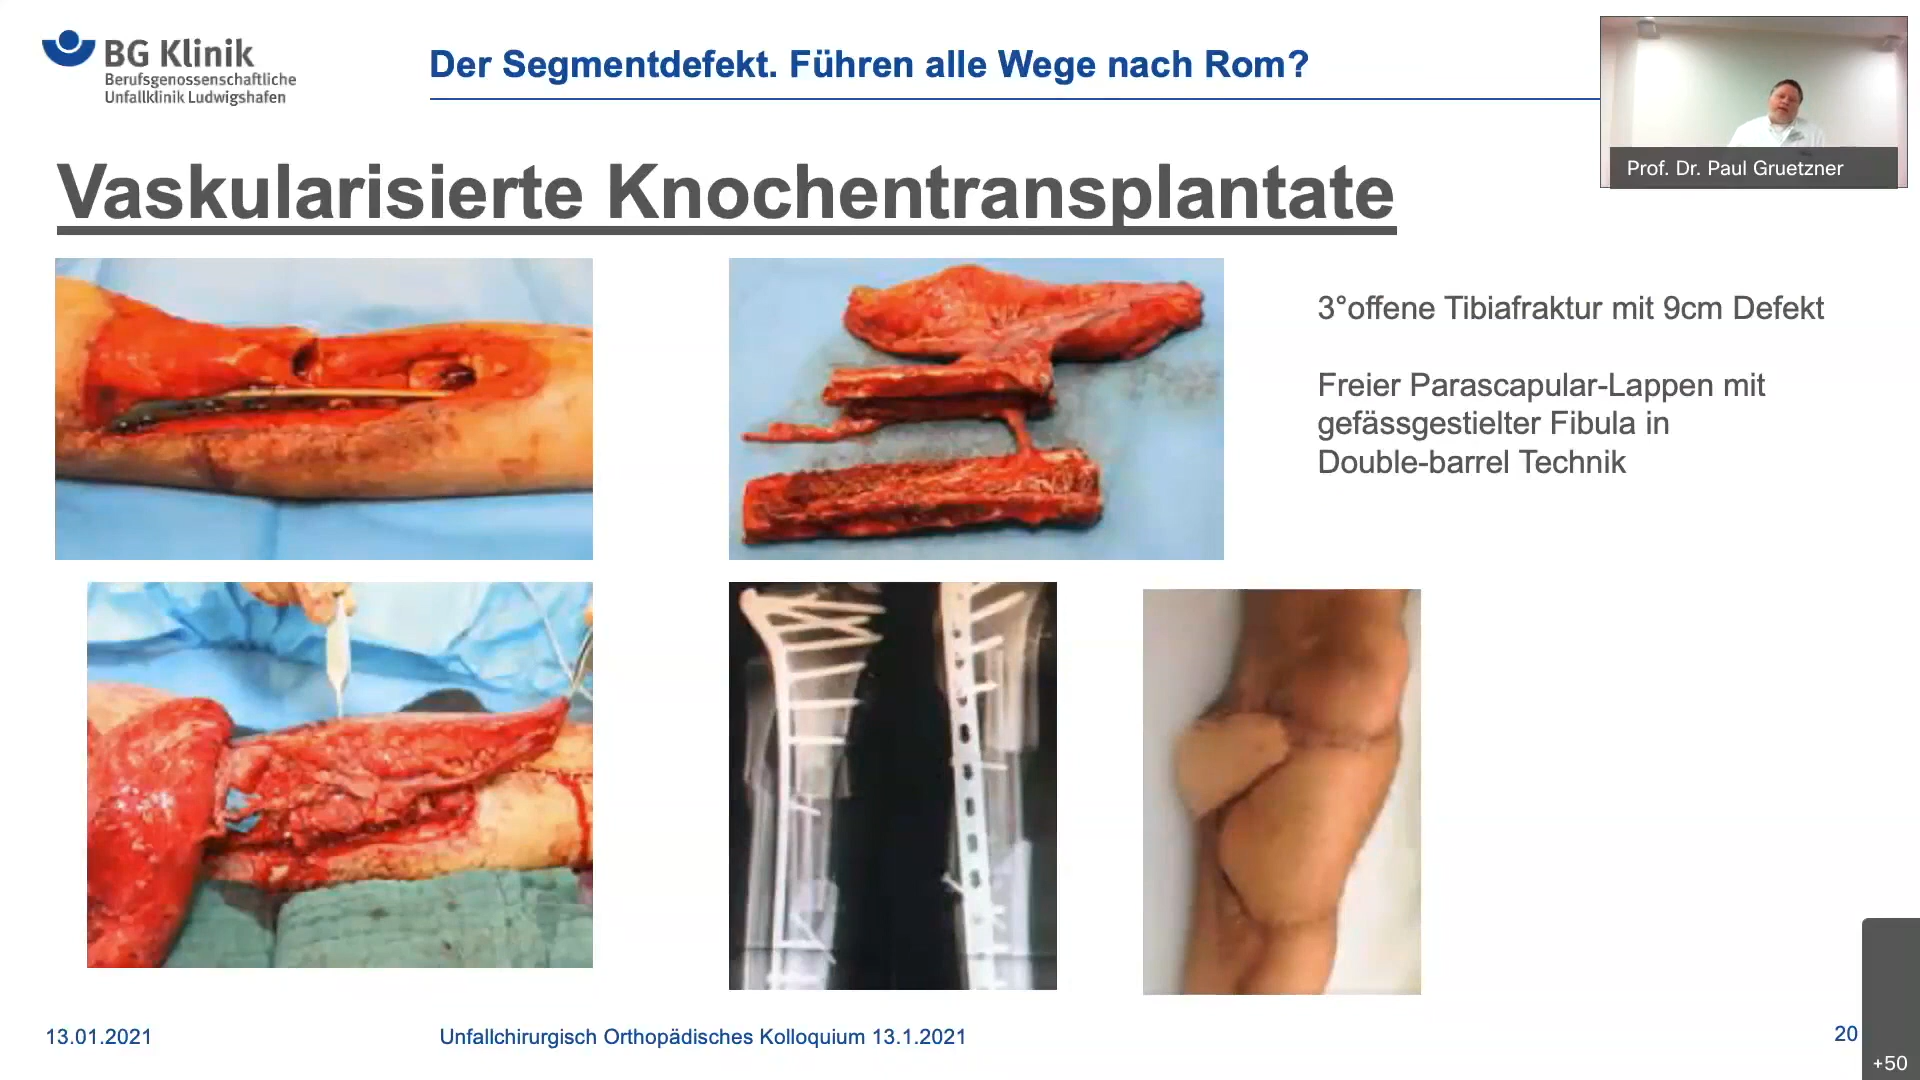 BG Klinik
Berufsgenossenschaftliche
Unfallklinik Ludwigshafen
Der Segmentdefekt. Führen alle Wege nach Rom?
Prof. Dr. Paul Gruetzner
Vaskularisierte Knochentransplantate
3°offene Tibiafraktur mit 9cm Defekt
Freier Parascapular-Lappen mit
gefässgestielter Fibula in
Double-barrel Technik
13.01.2021
Unfallchirurgisch Orthopädisches Kolloquium 13.1.2021
20
+50